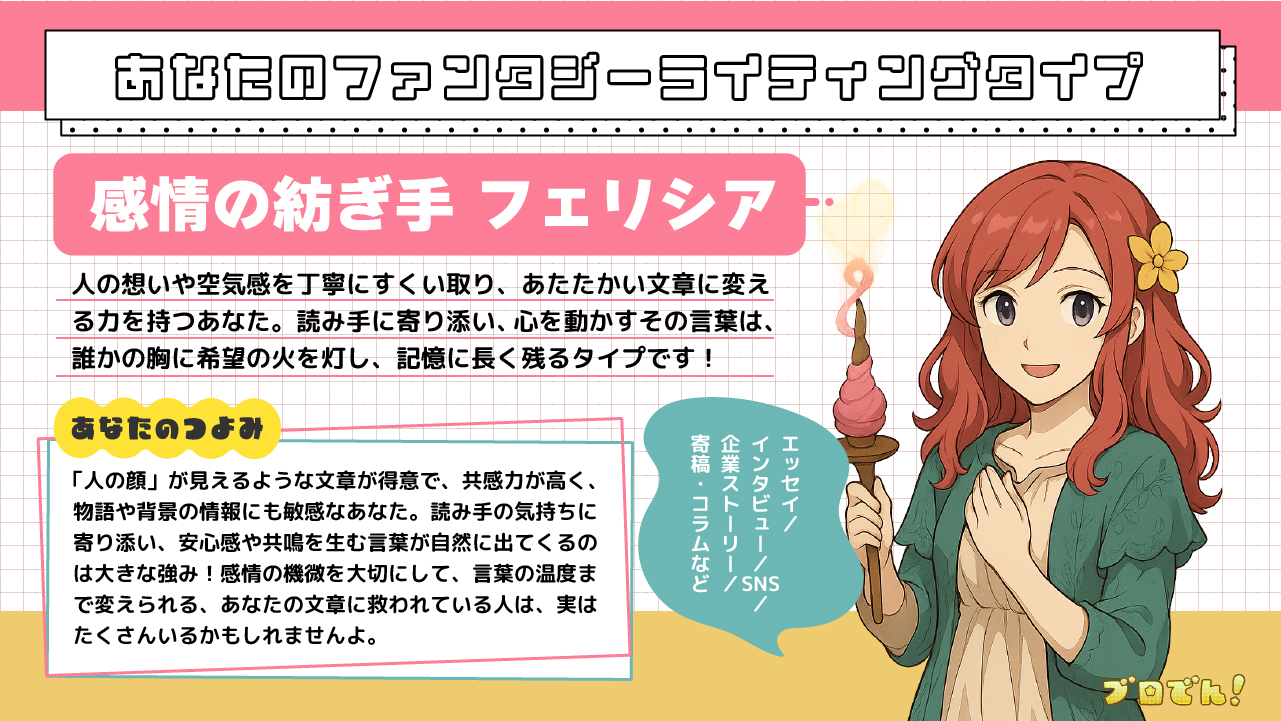 あなたのファンタジーライティングタイプ
感情の紡ぎ手 フェリシア
人の想いや空気感を丁寧にすくい取り、あたたかい文章に変え
る力を持つあなた。読み手に寄り添い、心を動かすその言葉は、
誰かの胸に希望の火を灯し、記憶に長く残るタイプです！
あなたのつよみ
「人の顔」が見えるような文章が得意で、共感力が高く、
物語や背景の情報にも敏感なあなた。読み手の気持ちに
寄り添い、安心感や共鳴を生む言葉が自然に出てくるの
は大きな強み！感情の機微を大切にして、言葉の温度ま
で変えられる、あなたの文章に救われている人は、実は
たくさんいるかもしれませんよ。
エッセイ／
インタビュー／SNS／
企業ストーリー／
寄稿・コラムなど
ブロでん！